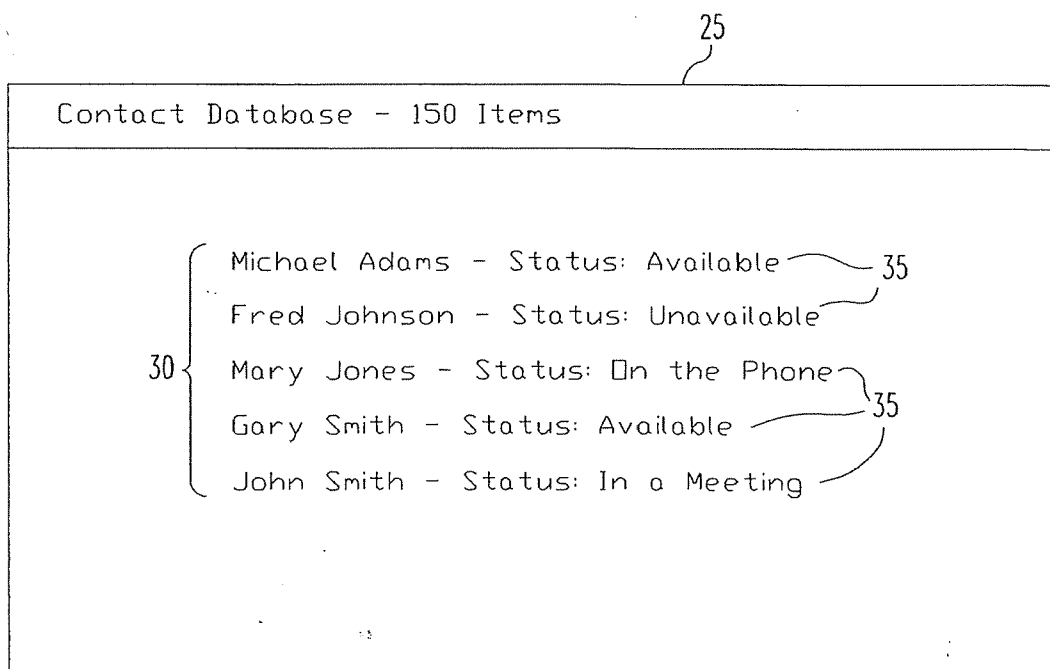 25
Contact Database - 150 Items
Michael Adams - Status: Available 35
Fred Johnson - Status: Unavailable
30 Mary Jones - Status: On the Phone
35
Gary Smith - Status: Available
John Smith - Status: In a Meeting